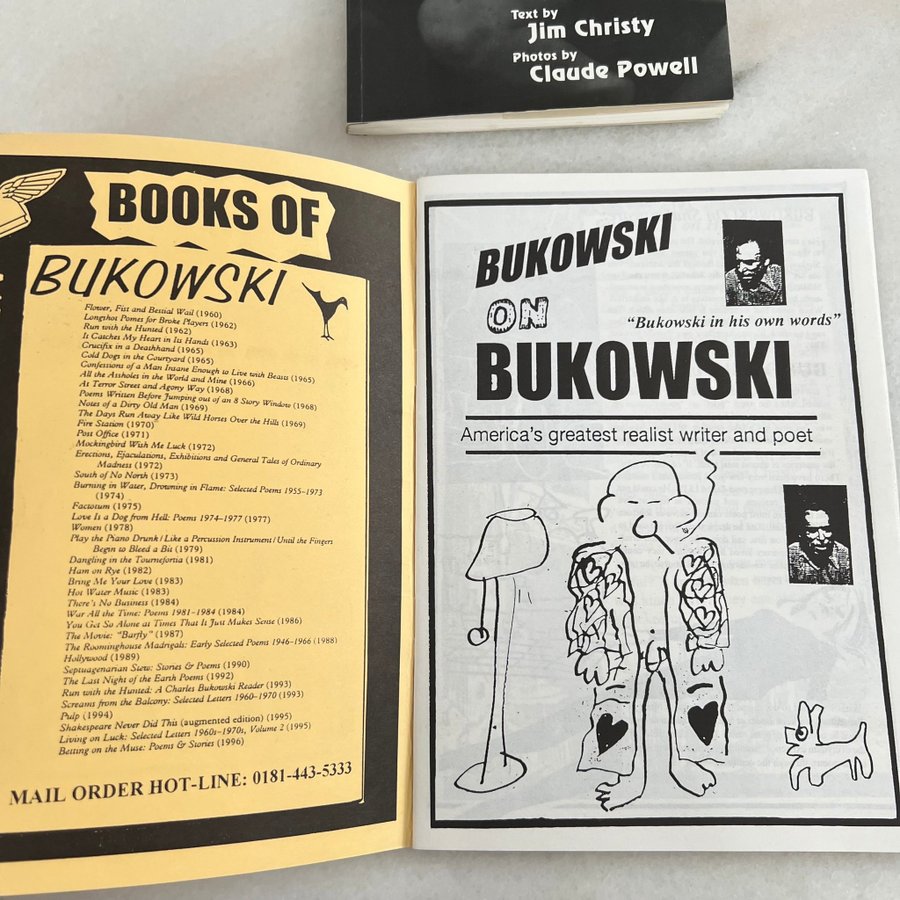 Text by
Jim Christy
Photos by
Claude Powell
BOOKS OF
BUKOWSKI
Flower, Fist and Bestial Wail (1960)
Longshot Pomes for Broke Players (1962)
Run with the Hunted (1962)
It Catches My Heart in Its Hands (1963)
Crucifix in a Deathhand (1965)
Cold Dogs in the Courtyard (1965)
Confessions of a Man Insane Enough to Live with Beasts (1965)
All the Assholes in the World and Mine (1966)
At Terror Street and Agony Way (1968)
Poems Written Before Jumping out of an 8 Story Window (1968)
Notes of a Dirty Old Man (1969)
The Days Run Away Like Wild Horses Over the Hills (1969)
Fire Station (1970)
Post Office (1971)
Mockingbird Wish Me Luck (1972)
Erections, Ejaculations, Exhibitions and General Tales of Ordinary
Madness (1972)
South of No North (1973)
Burning in Water, Drowning in Flame: Selected Poems 1955–1973
(1974)
Factotum (1975)
Love Is a Dog from Hell: Poems 1974–1977 (1977)
Women (1978)
Play the Piano Drunk / Like a Percussion Instrument / Until the Fingers
Begin to Bleed a Bit (1979)
Dangling in the Tournefortia (1981)
Ham on Rye (1982)
Bring Me Your Love (1983)
Hot Water Music (1983)
There's No Business (1984)
War All the Time: Poems 1981–1984 (1984)
You Get So Alone at Times That It Just Makes Sense (1986)
The Movie: "Barfly" (1987)
The Roominghouse Madrigals: Early Selected Poems 1946–1966 (1988)
Hollywood (1989)
Septuagenarian Stew: Stories & Poems (1990)
The Last Night of the Earth Poems (1992)
Run with the Hunted: A Charles Bukowski Reader (1993)
Screams from the Balcony: Selected Letters 1960–1970 (1993)
Pulp (1994)
Shakespeare Never Did This (augmented edition) (1995)
Living on Luck: Selected Letters 1960s–1970s, Volume 2 (1995)
Betting on the Muse: Poems & Stories (1996)
MAIL ORDER HOT-LINE: 0181-443-5333
BUKOWSKI
ON
"Bukowski in his own words"
BUKOWSKI
America's greatest realist writer and poet